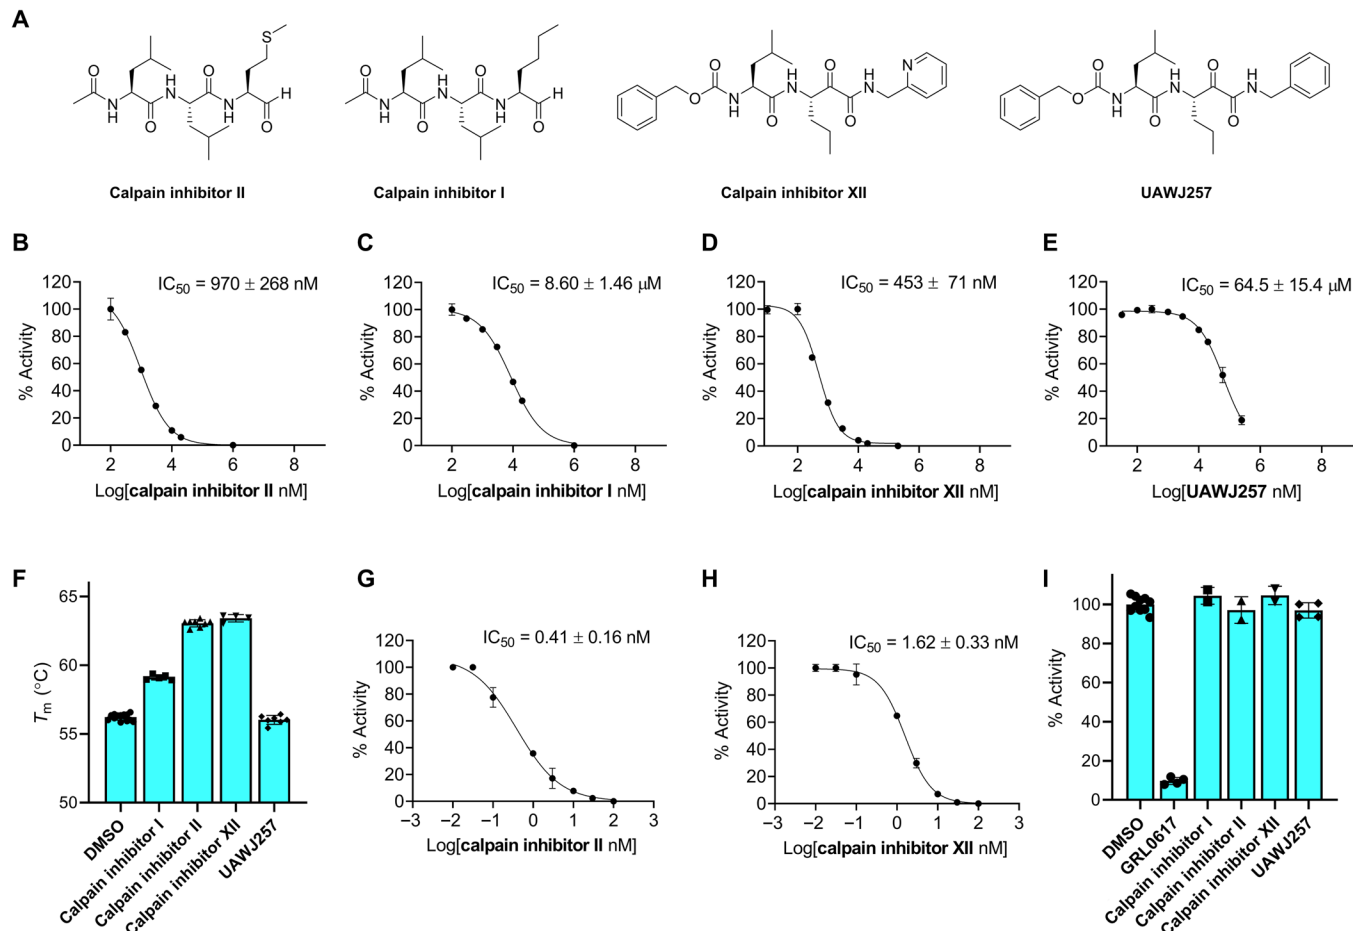 A
S
O
H
N
H
N
O
O
N
H
H
O
Calpain inhibitor II
O
H
N
H
N
O
O
N
H
H
O
Calpain inhibitor I
O
O
N
H
H
N
O
O
O
H
N
N
Calpain inhibitor XII
O
O
N
H
H
N
O
O
O
H
N
UAWJ257
B
IC50 = 970 ± 268 nM
% Activity
120
100
80
60
40
20
0
2 4 6 8
Log[calpain inhibitor II nM]
C
IC50 = 8.60 ± 1.46 μM
% Activity
120
100
80
60
40
20
0
2 4 6 8
Log[calpain inhibitor I nM]
D
IC50 = 453 ± 71 nM
% Activity
120
100
80
60
40
20
0
2 4 6 8
Log[calpain inhibitor XII nM]
E
IC50 = 64.5 ± 15.4 μM
% Activity
120
100
80
60
40
20
0
2 4 6 8
Log[UAWJ257 nM]
F
Tm (°C)
65
60
55
50
DMSO
Calpain inhibitor I
Calpain inhibitor II
Calpain inhibitor XII
UAWJ257
G
IC50 = 0.41 ± 0.16 nM
% Activity
120
100
80
60
40
20
0
−3 −2 −1 0 1 2 3
Log[calpain inhibitor II nM]
H
IC50 = 1.62 ± 0.33 nM
% Activity
120
100
80
60
40
20
0
−3 −2 −1 0 1 2 3
Log[calpain inhibitor XII nM]
I
% Activity
100
80
60
40
20
0
DMSO
GRL0617
Calpain inhibitor I
Calpain inhibitor II
Calpain inhibitor XII
UAWJ257